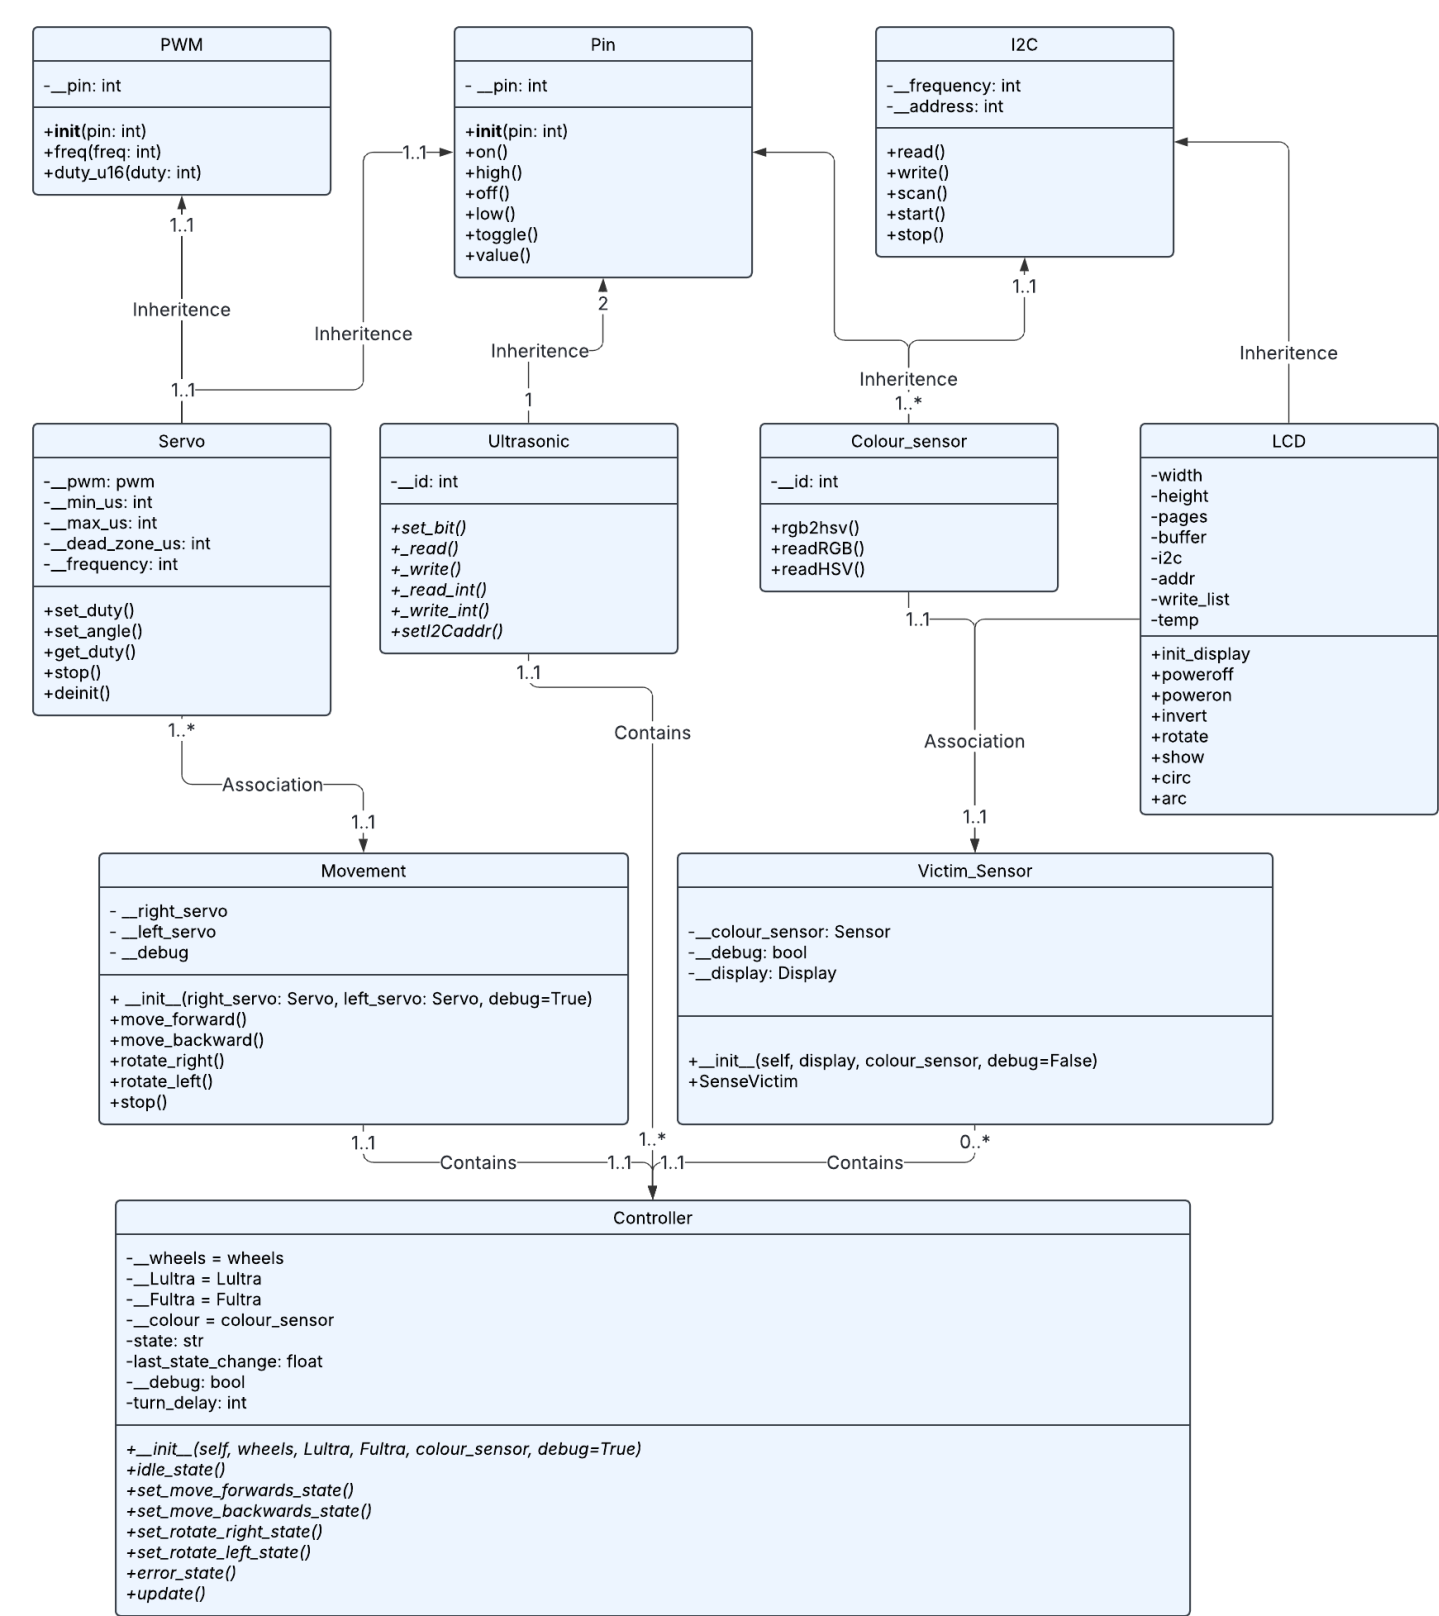 PWM
-__pin: int
+init(pin: int)
+freq(freq: int)
+duty_u16(duty: int)
Pin
- __pin: int
+init(pin: int)
+on()
+high()
+off()
+low()
+toggle()
+value()
I2C
-__frequency: int
-__address: int
+read()
+write()
+scan()
+start()
+stop()
1..1
1..1
2
1..1
Inheritence
Inheritence
Inheritence
Inheritence
Inheritence
1..1
1
1..*
Servo
-__pwm: pwm
-__min_us: int
-__max_us: int
-__dead_zone_us: int
-__frequency: int
+set_duty()
+set_angle()
+get_duty()
+stop()
+deinit()
Ultrasonic
-__id: int
+set_bit()
+_read()
+_write()
+_read_int()
+_write_int()
+setI2Caddr()
Colour_sensor
-__id: int
+rgb2hsv()
+readRGB()
+readHSV()
LCD
-width
-height
-pages
-buffer
-i2c
-addr
-write_list
-temp
+init_display
+poweroff
+poweron
+invert
+rotate
+show
+circ
+arc
1..*
1..1
1..1
Association
Contains
Association
1..1
1..1
Movement
- __right_servo
- __left_servo
- __debug
+ __init__(right_servo: Servo, left_servo: Servo, debug=True)
+move_forward()
+move_backward()
+rotate_right()
+rotate_left()
+stop()
Victim_Sensor
-__colour_sensor: Sensor
-__debug: bool
-__display: Display
+__init__(self, display, colour_sensor, debug=False)
+SenseVictim
1..1
1..*
0..*
Contains
1..1
1..1
Contains
Controller
-__wheels = wheels
-__Lultra = Lultra
-__Fultra = Fultra
-__colour = colour_sensor
-state: str
-last_state_change: float
-__debug: bool
-turn_delay: int
+__init__(self, wheels, Lultra, Fultra, colour_sensor, debug=True)
+idle_state()
+set_move_forwards_state()
+set_move_backwards_state()
+set_rotate_right_state()
+set_rotate_left_state()
+error_state()
+update()